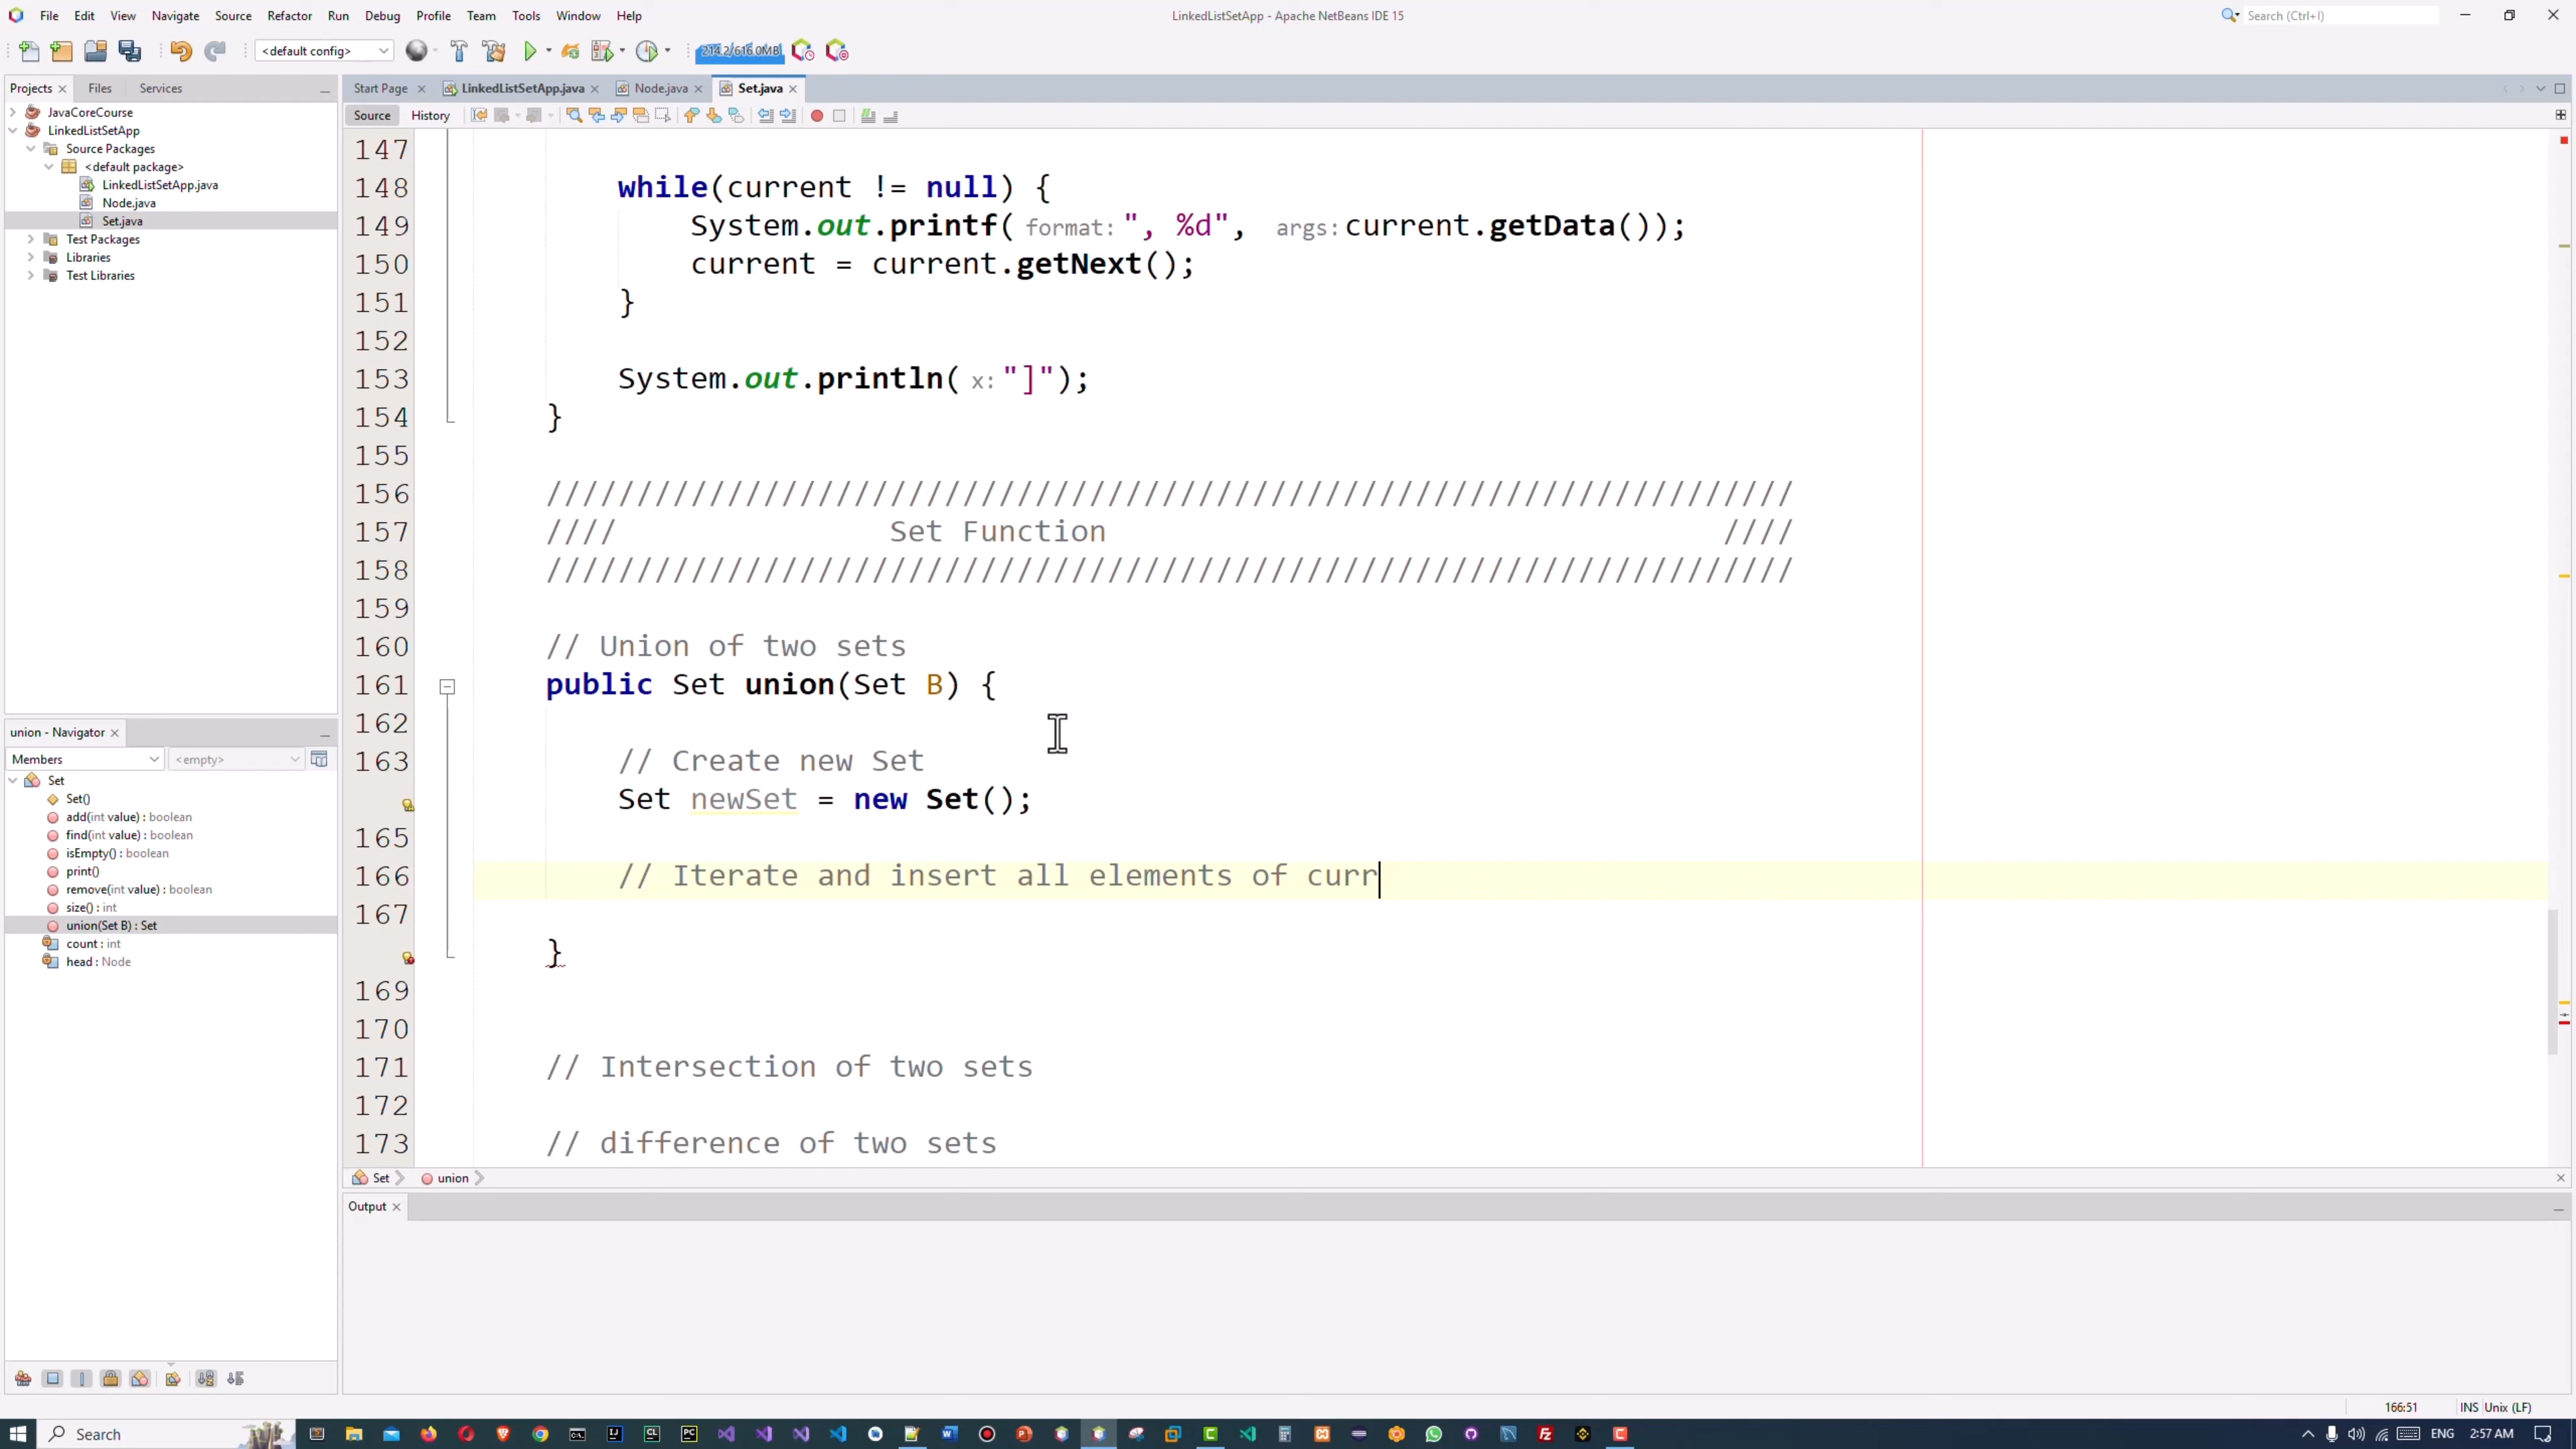 File Edit View Navigate Source Refactor Run Debug Profile Team Tools Window Help
LinkedListSetApp - Apache NetBeans IDE 15
Search (Ctrl+I)
<default config>
214.2/616.0MB
Projects
Files
Services
Start Page
LinkedListSetApp.java
Node.java
Set.java
Source
History
JavaCoreCourse
LinkedListSetApp
Source Packages
<default package>
LinkedListSetApp.java
Node.java
Set.java
Test Packages
Libraries
Test Libraries
147
148 while(current != null) {
149 System.out.printf( format: ", %d", args: current.getData());
150 current = current.getNext();
151 }
152
153 System.out.println( x: "]");
154 }
155
156 /////////////////////////////////////////////////////////////////////
157 //// Set Function ////
158 /////////////////////////////////////////////////////////////////////
159
160 // Union of two sets
161 public Set union(Set B) {
162
163 // Create new Set
Set newSet = new Set();
165
166 // Iterate and insert all elements of curr
167
}
169
170
171 // Intersection of two sets
172
173 // difference of two sets
union - Navigator
Members
<empty>
Set
Set()
add(int value) : boolean
find(int value) : boolean
isEmpty() : boolean
print()
remove(int value) : boolean
size() : int
union(Set B) : Set
count : int
head : Node
Set
union
Output
166:51
INS Unix (LF)
Search
ENG
2:57 AM